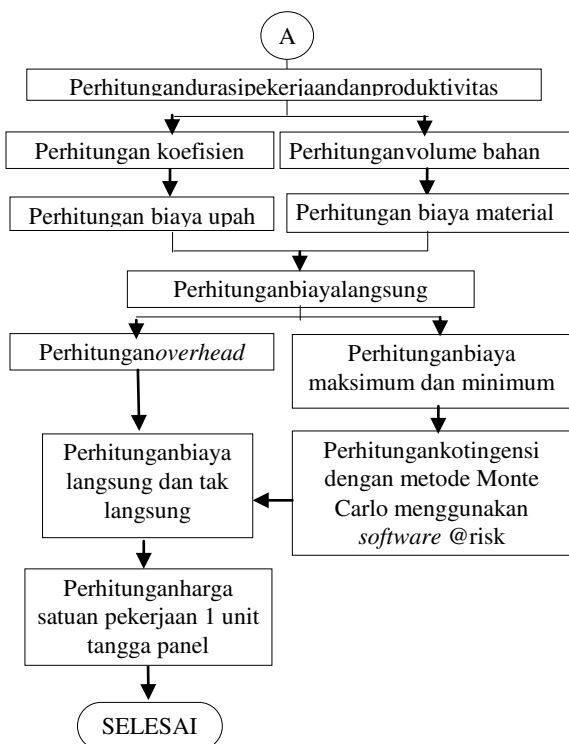 A
Perhitungandurasipekerjaandanproduktivitas
Perhitungan koefisien
Perhitunganvolume bahan
Perhitungan biaya upah
Perhitungan biaya material
Perhitunganbiayalangsung
Perhitunganoverhead
Perhitunganbiaya
maksimum dan minimum
Perhitunganbiaya
langsung dan tak
langsung
Perhitungankotingensi
dengan metode Monte
Carlo menggunakan
software @risk
Perhitunganharga
satuan pekerjaan 1 unit
tangga panel
SELESAI